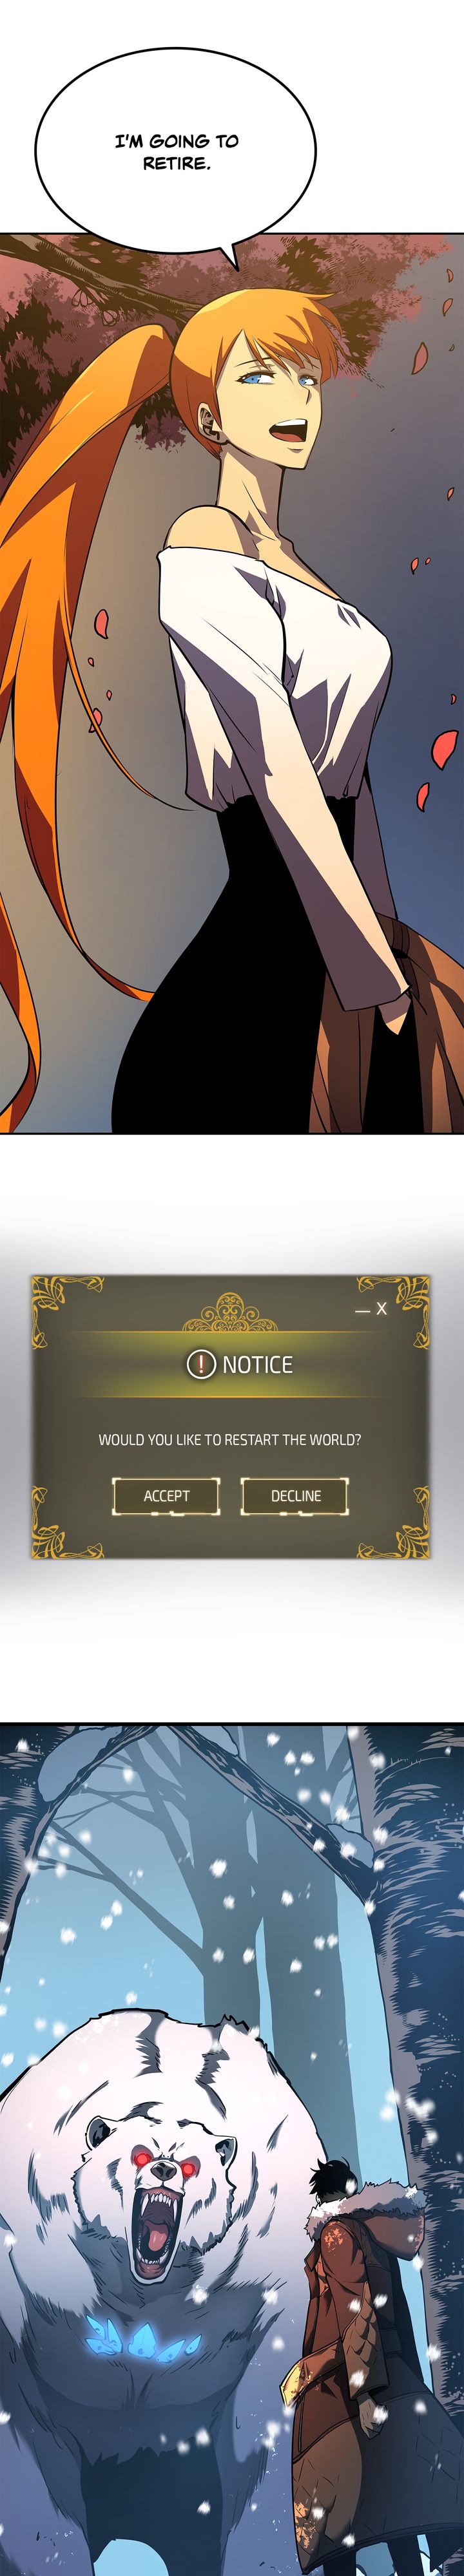 I'M GOING TO
RETIRE.
— X
! NOTICE
WOULD YOU LIKE TO RESTART THE WORLD?
ACCEPT DECLINE